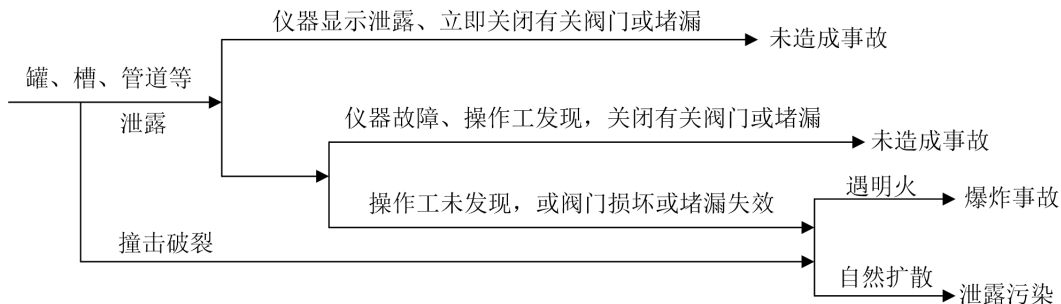 仪器显示泄露、立即关闭有关阀门或堵漏
未造成事故
罐、槽、管道等
泄露
仪器故障、操作工发现，关闭有关阀门或堵漏
未造成事故
操作工未发现，或阀门损坏或堵漏失效
遇明火
爆炸事故
撞击破裂
自然扩散
泄露污染